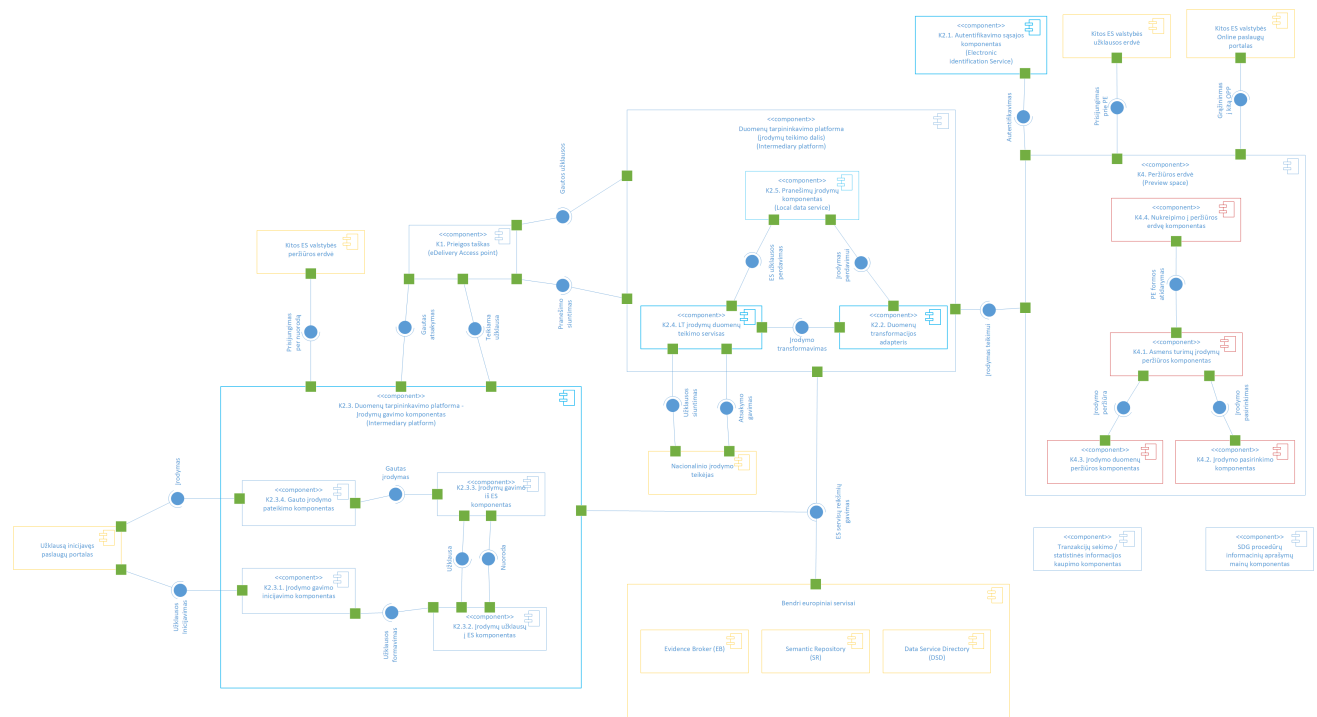 <<component>>
K2.1. Autentifikavimo sąsajos
komponentas
(Electronic
identification Service)
Kitos ES valstybės
užklausos erdvė
Kitos ES valstybės
Online paslaugų
portalas
Autentifikavimas
Prisijungimas
prie PE
Grąžininmas
į kitą OPP
<<component>>
Duomenų tarpininkavimo platforma
(įrodymų teikimo dalis)
(Intermediary platform)
<<component>>
K2.5. Pranešimų įrodymų
komponentas
(Local data service)
ES užklausos
perdavimas
Įrodymų
perdavimui
<<component>>
K2.4. LT įrodymų duomenų
teikimo servisas
Įrodymo
transformavimas
<<component>>
K2.2. Duomenų
transformacijos
adapteris
Įrodymas teikimui
<<component>>
K4. Peržiūros erdvė
(Preview space)
<<component>>
K4.4. Nukreipimo į peržiūros
erdvę komponentas
PE formos
atidarymas
<<component>>
K4.1. Asmens turimų įrodymų
peržiūros komponentas
Įrodymo
peržiūra
Įrodymo
pasirinkimas
<<component>>
K4.3. Įrodymo duomenų
peržiūros komponentas
<<component>>
K4.2. Įrodymo pasirinkimo
komponentas
Gautos užklausos
<<component>>
K1. Prieigos taškas
(eDelivery Access point)
Pranešimo
siuntimas
Kitos ES valstybės
peržiūros erdvė
Prisijungimas
per nuorodą
Gautas
atsakymas
Teikiama
užklausa
Užklausos
siuntimas
Atsakymo
gavimas
Nacionalinio įrodymo
teikėjas
<<component>>
K2.3. Duomenų tarpininkavimo platforma -
įrodymų gavimo komponentas
(Intermediary platform)
Įrodymas
<<component>>
K2.3.4. Gauto įrodymo
pateikimo komponentas
Gautas
įrodymas
<<component>>
K2.3.3. Įrodymų gavimo
iš ES
komponentas
Užklausą inicijavęs
paslaugų portalas
Užklausa
Nuoroda
ES servisų reikšmių
gavimas
Užklausos
inicijavimas
<<component>>
K2.3.1. Įrodymo gavimo
inicijavimo komponentas
Užklausos
formavimas
<<component>>
K2.3.2. Įrodymų užklausų
į ES komponentas
<<component>>
Tranzakcijų sekimo /
statistinės informacijos
kaupimo komponentas
<<component>>
SDG procedūrų
informacinių aprašymų
mainų komponentas
Bendri europiniai servisai
Evidence Broker (EB)
Semantic Repository
(SR)
Data Service Directory
(DSD)